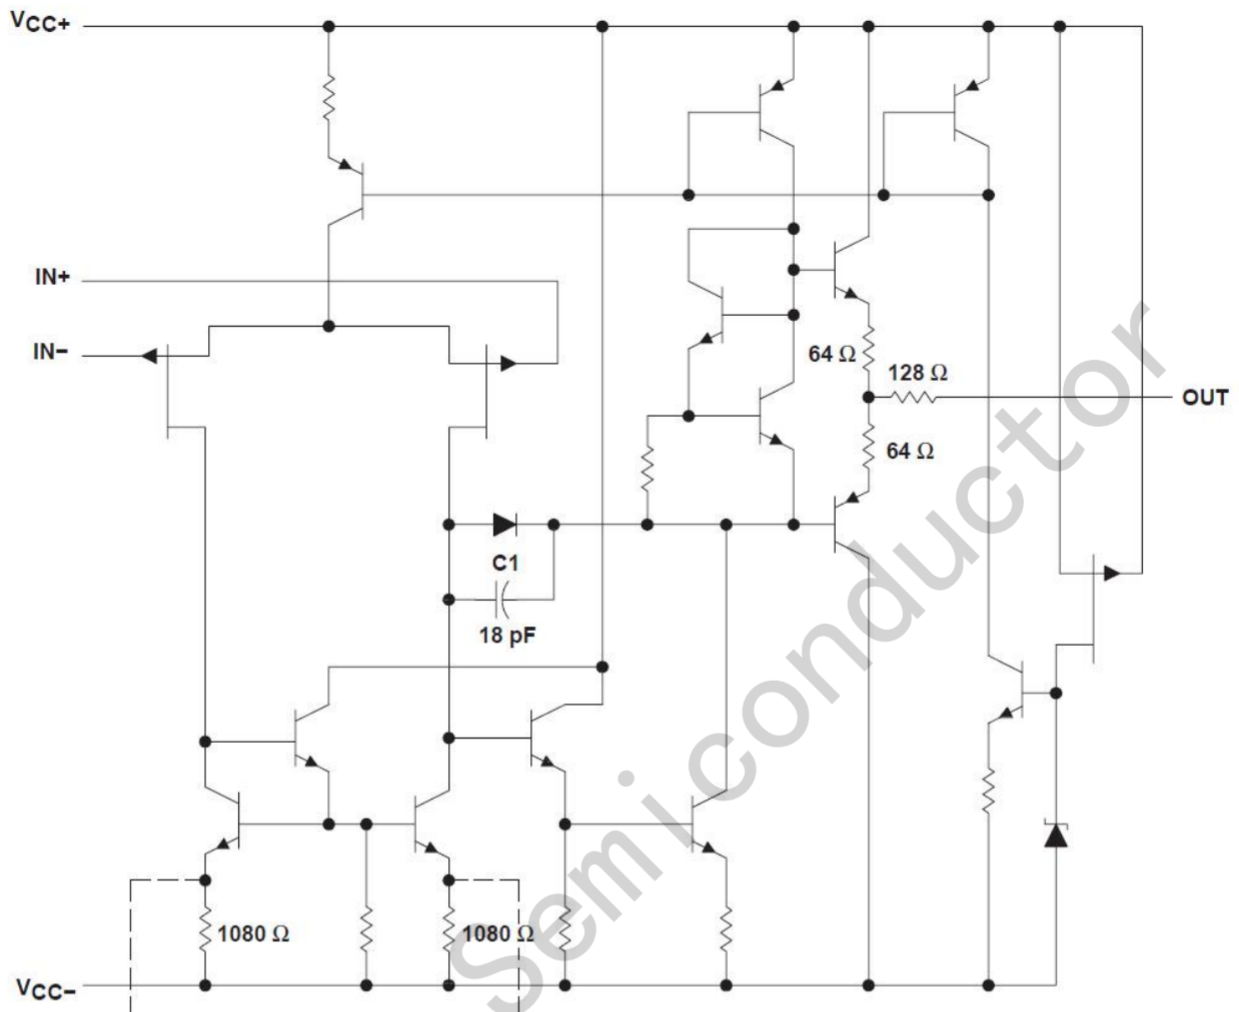 VCC+
IN+
IN−
64 Ω
128 Ω
OUT
64 Ω
C1
18 pF
1080 Ω
1080 Ω
VCC−
Semiconductor